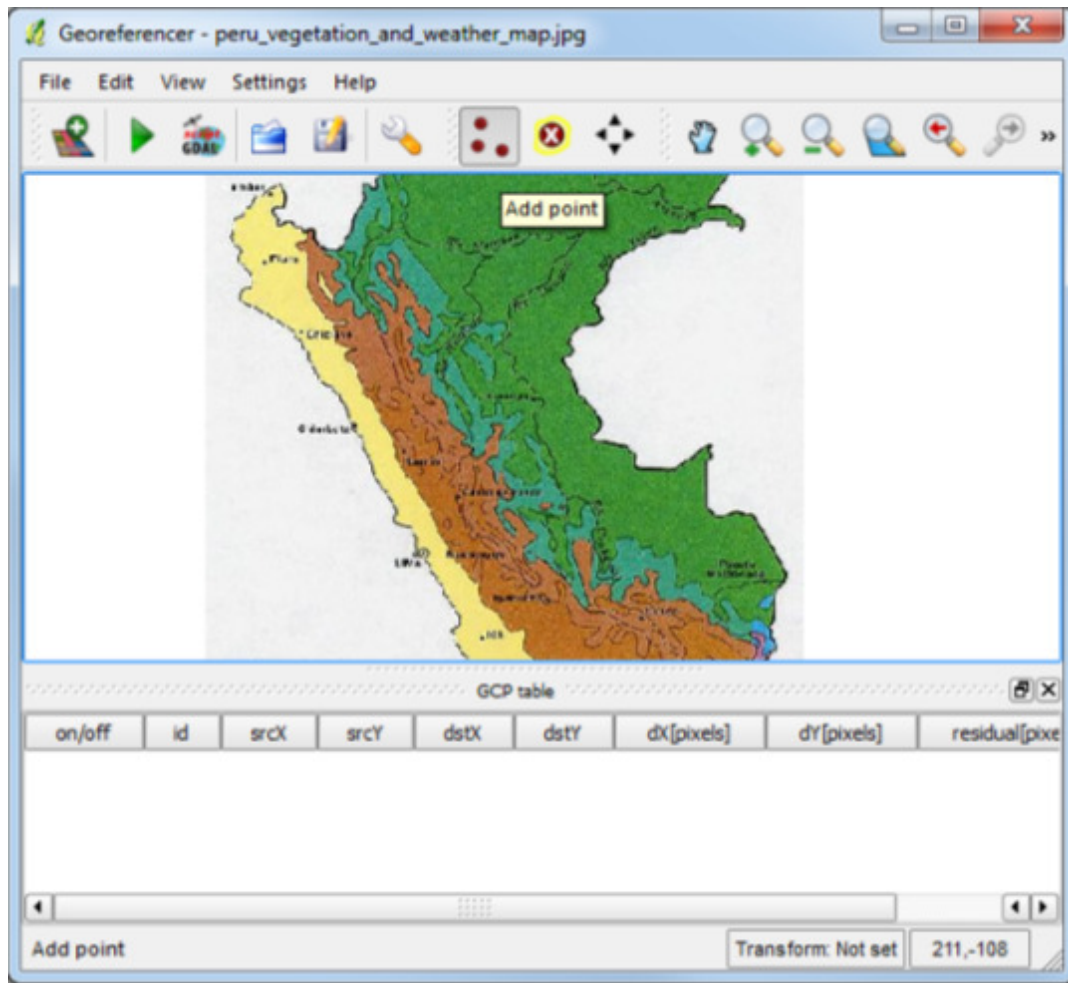 Georeferencer - peru_vegetation_and_weather_map.jpg
File Edit View Settings Help
GDAL
»
Add point
Piura
GCP table
on/off id srcX srcY dstX dstY dX[pixels] dY[pixels] residual[pixe
Add point Transform: Not set 211,-108